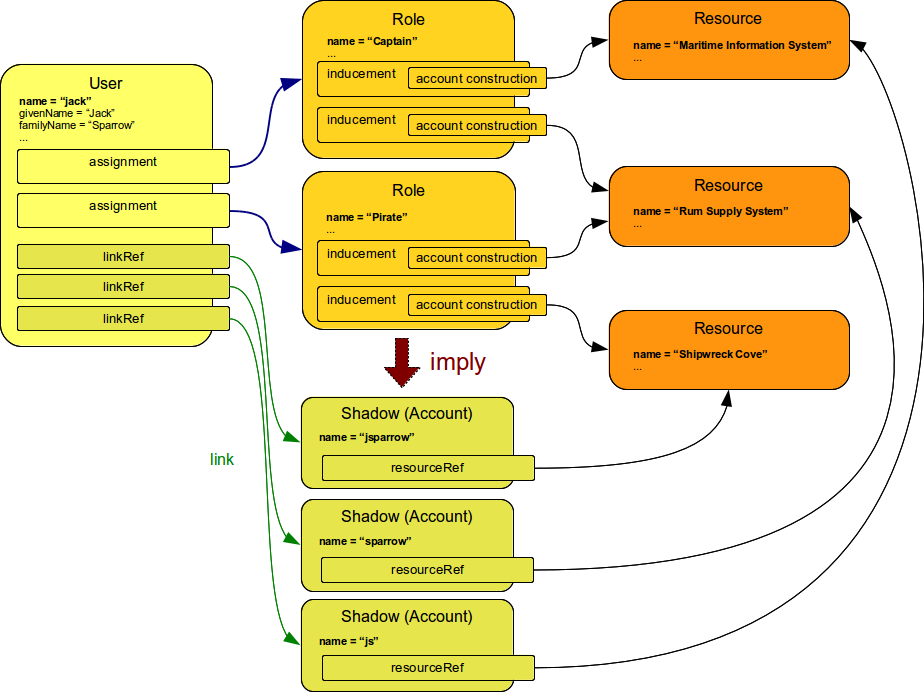 User
name = “jack”
givenName = “Jack”
familyName = “Sparrow”
...
assignment
assignment
linkRef
linkRef
linkRef
Role
name = “Captain”
...
inducement
account construction
inducement
account construction
Role
name = “Pirate”
...
inducement
account construction
inducement
account construction
Resource
name = “Maritime Information System”
...
Resource
name = “Rum Supply System”
...
Resource
name = “Shipwreck Cove”
...
imply
link
Shadow (Account)
name = “jsparrow”
resourceRef
Shadow (Account)
name = “sparrow”
resourceRef
Shadow (Account)
name = “js”
resourceRef